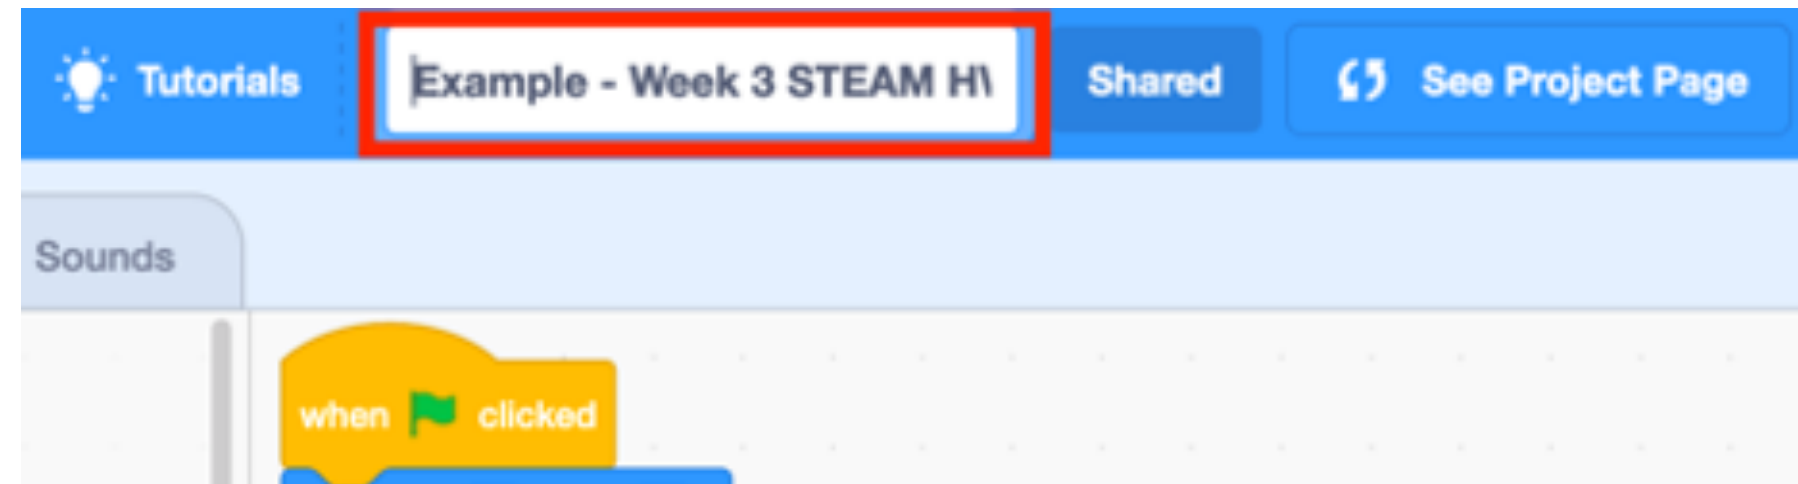 Tutorials Example - Week 3 STEAM Shared See Project Page
Sounds
when clicked